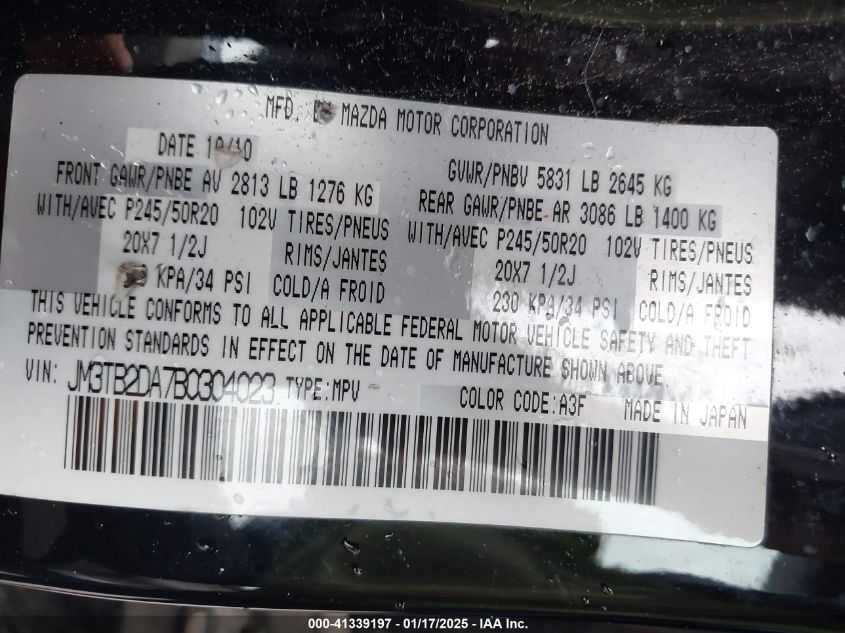 MFD. BY MAZDA MOTOR CORPORATION
DATE 10/10 GVWR/PNBV 5831 LB 2645 KG
FRONT GAWR/PNBE AV 2813 LB 1276 KG REAR GAWR/PNBE AR 3086 LB 1400 KG
WITH/AVEC P245/50R20 102V TIRES/PNEUS WITH/AVEC P245/50R20 102V TIRES/PNEUS
20X7 1/2J RIMS/JANTES 20X7 1/2J RIMS/JANTES
KPA/34 PSI COLD/A FROID 230 KPA/34 PSI COLD/A FROID
THIS VEHICLE CONFORMS TO ALL APPLICABLE FEDERAL MOTOR VEHICLE SAFETY AND THEFT
PREVENTION STANDARDS IN EFFECT ON THE DATE OF MANUFACTURE SHOWN ABOVE.
VIN: JM3TB2DA7B0304023 TYPE:MPV COLOR CODE:A3F MADE IN JAPAN
000-41339197 - 01/17/2025 - IAA Inc.